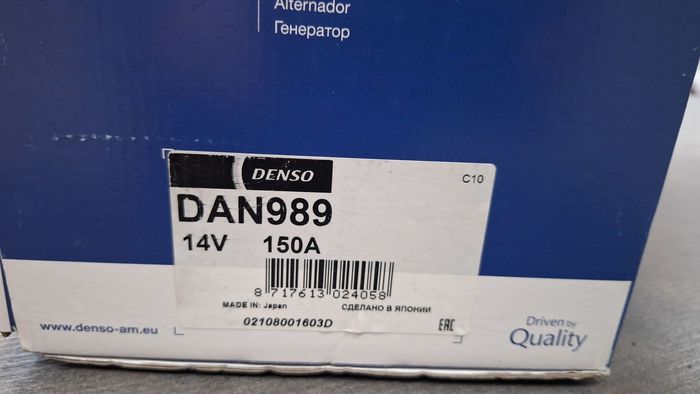 Alternador
Генератор
DENSO
C10
DAN989
14V 150A
8 717613 024058
MADE IN: Japan СДЕЛАНО В ЯПОНИИ
02108001603D
EAC
www.denso-am.eu
Driven by
Quality